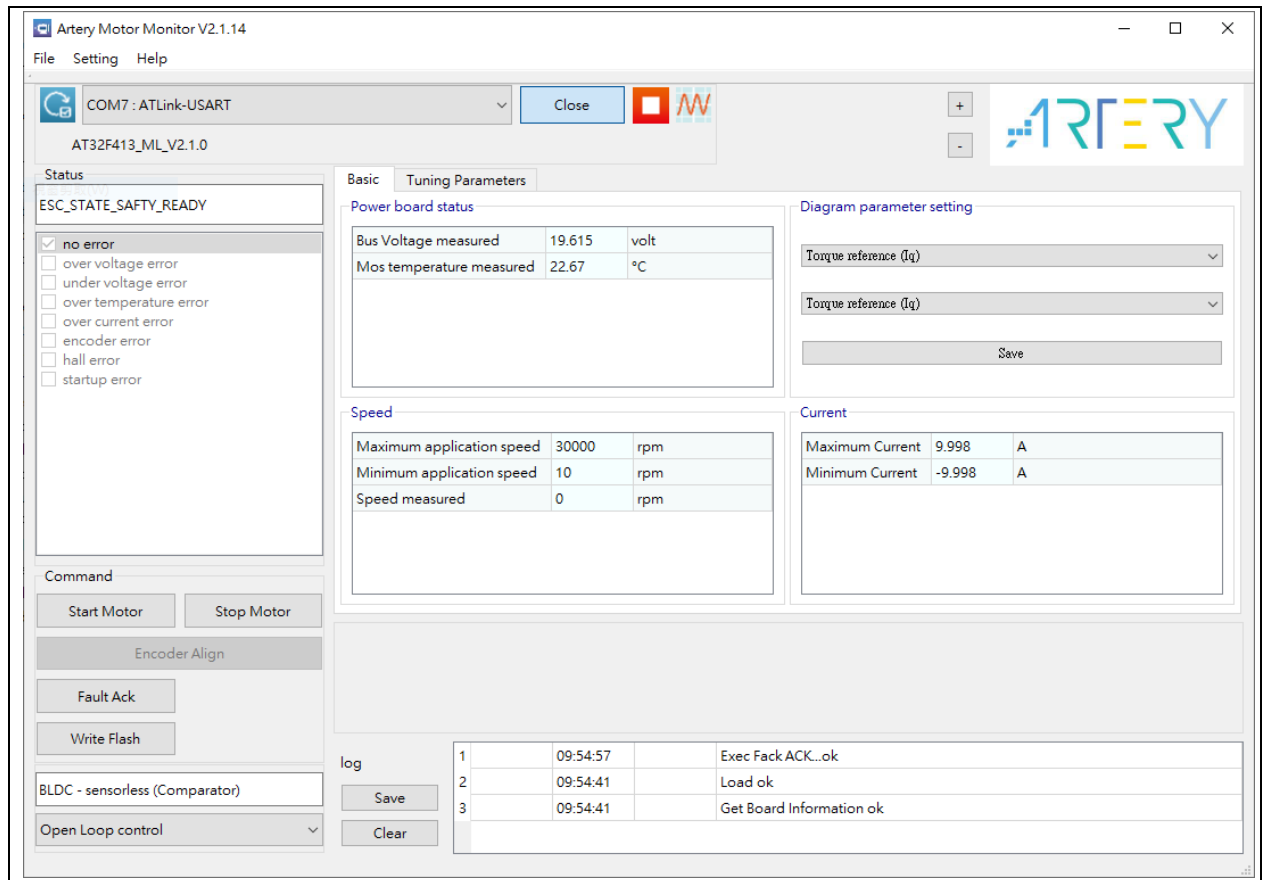 Artery Motor Monitor V2.1.14
File Setting Help
COM7 : ATLink-USART Close
+
-
ARTERY
AT32F413_ML_V2.1.0
Status
ESC_STATE_SAFTY_READY
no error
over voltage error
under voltage error
over temperature error
over current error
encoder error
hall error
startup error
Command
Start Motor Stop Motor
Encoder Align
Fault Ack
Write Flash
BLDC - sensorless (Comparator)
Open Loop control
Basic Tuning Parameters
Power board status
Bus Voltage measured 19.615 volt
Mos temperature measured 22.67 °C
Diagram parameter setting
Torque reference (Iq)
Torque reference (Iq)
Save
Speed
Maximum application speed 30000 rpm
Minimum application speed 10 rpm
Speed measured 0 rpm
Current
Maximum Current 9.998 A
Minimum Current -9.998 A
log
Save
Clear
1 09:54:57 Exec Fack ACK...ok
2 09:54:41 Load ok
3 09:54:41 Get Board Information ok